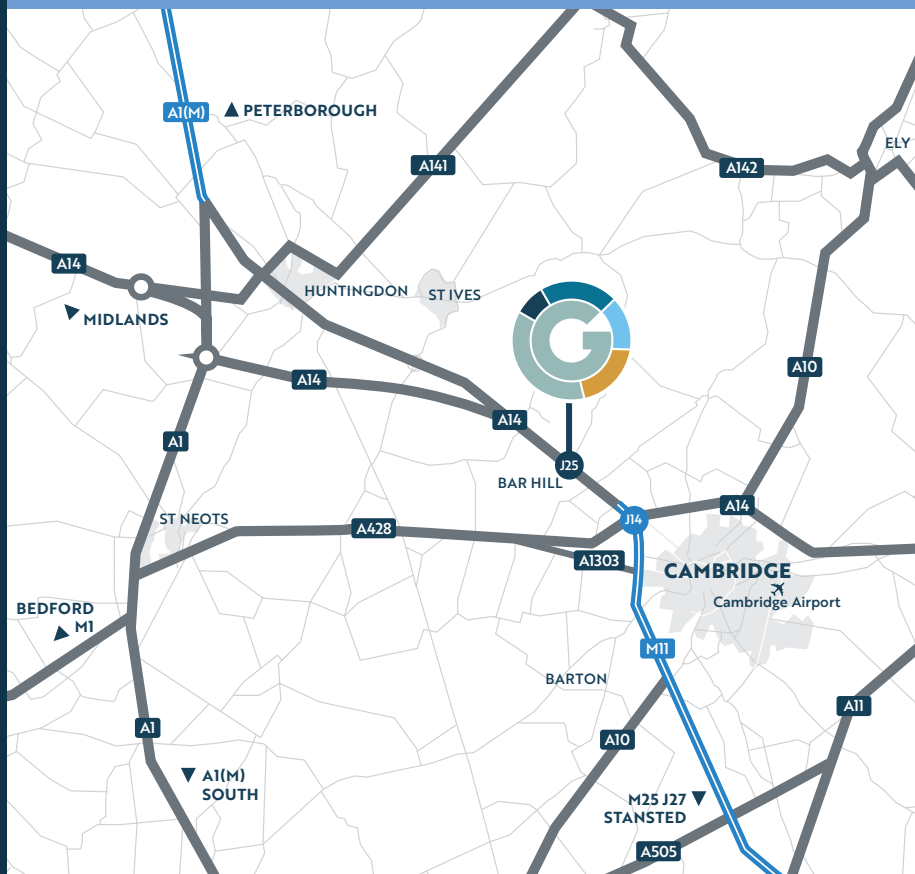 A1(M)
PETERBOROUGH
A141
ELY
A142
A14
HUNTINGDON
ST IVES
MIDLANDS
G
A10
A14
A14
A1
J25
BAR HILL
A14
ST NEOTS
J14
A428
A1303
CAMBRIDGE
Cambridge Airport
BEDFORD
M1
M11
BARTON
A11
A1
A10
A1(M)
SOUTH
M25 J27
STANSTED
A505